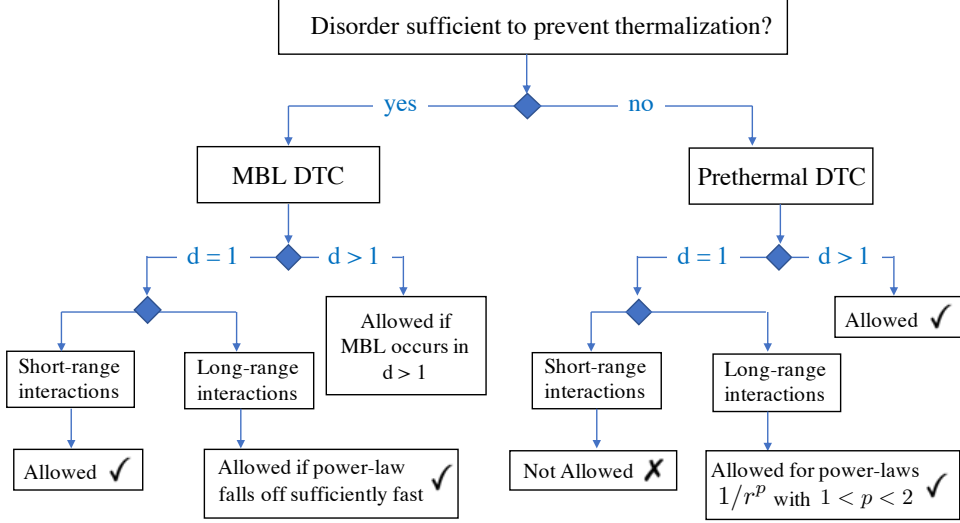 Disorder sufficient to prevent thermalization?
yes
no
MBL DTC
Prethermal DTC
d = 1
d > 1
d = 1
d > 1
Allowed if
MBL occurs in
d > 1
Allowed ✓
Short-range
interactions
Long-range
interactions
Short-range
interactions
Long-range
interactions
Allowed ✓
Allowed if power-law
falls off sufficiently fast ✓
Not Allowed ✗
Allowed for power-laws
1/r^p with 1 < p < 2 ✓